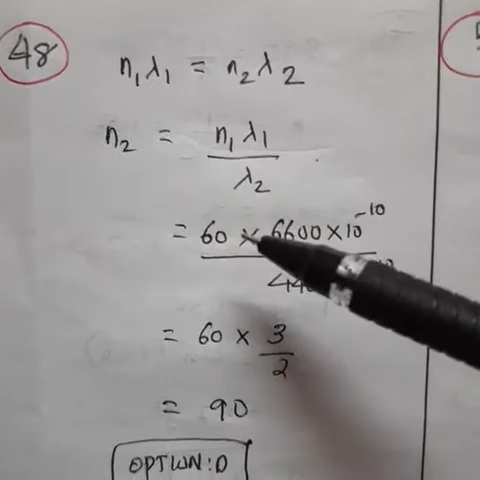 48
n₁λ₁ = n₂λ₂
n₂ = n₁λ₁
λ₂
= 60 × 6600×10⁻¹⁰
= 60 × 3
2
= 90
OPTION:D